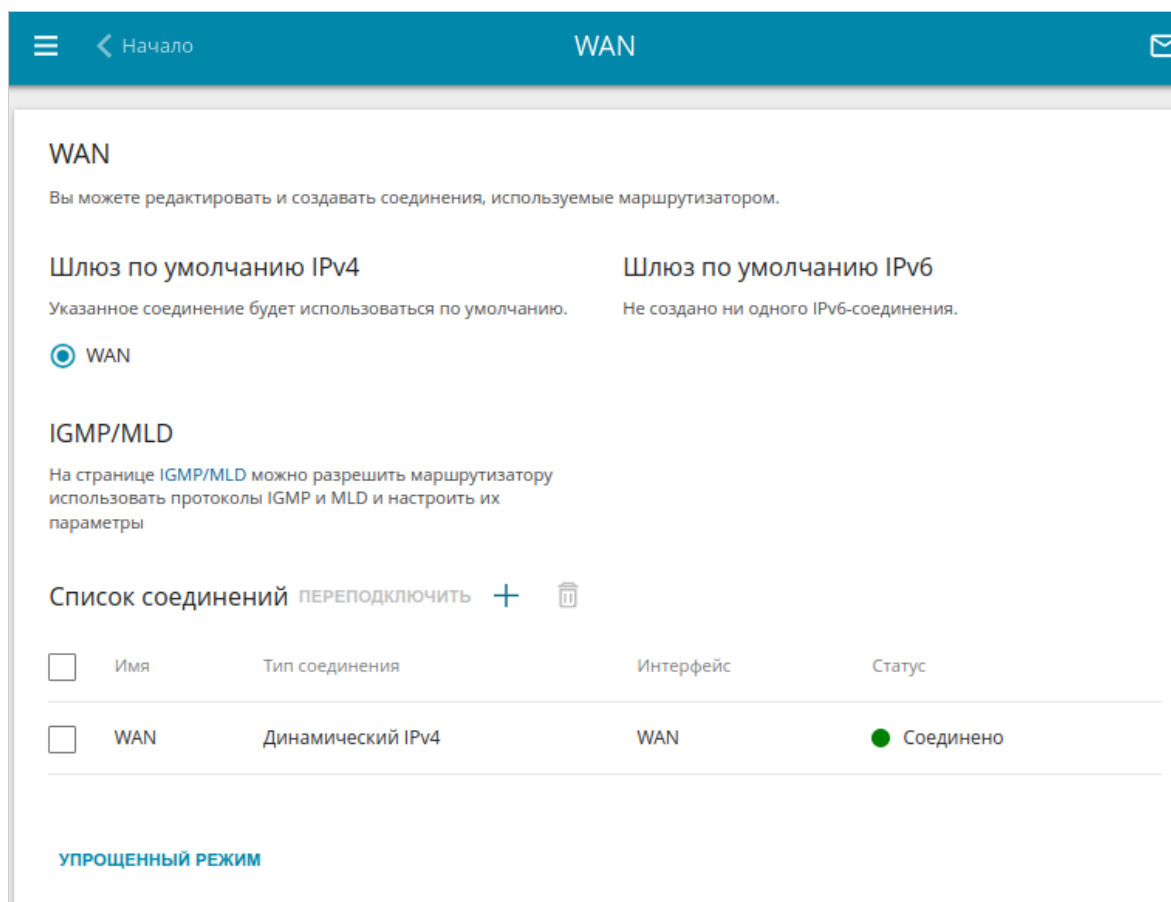 Начало
WAN
WAN
Вы можете редактировать и создавать соединения, используемые маршрутизатором.
Шлюз по умолчанию IPv4
Указанное соединение будет использоваться по умолчанию.
WAN
Шлюз по умолчанию IPv6
Не создано ни одного IPv6-соединения.
IGMP/MLD
На странице IGMP/MLD можно разрешить маршрутизатору
использовать протоколы IGMP и MLD и настроить их
параметры
Список соединений ПЕРЕПОДКЛЮЧИТЬ
Имя Тип соединения Интерфейс Статус
WAN Динамический IPv4 WAN Соединено
УПРОЩЕННЫЙ РЕЖИМ